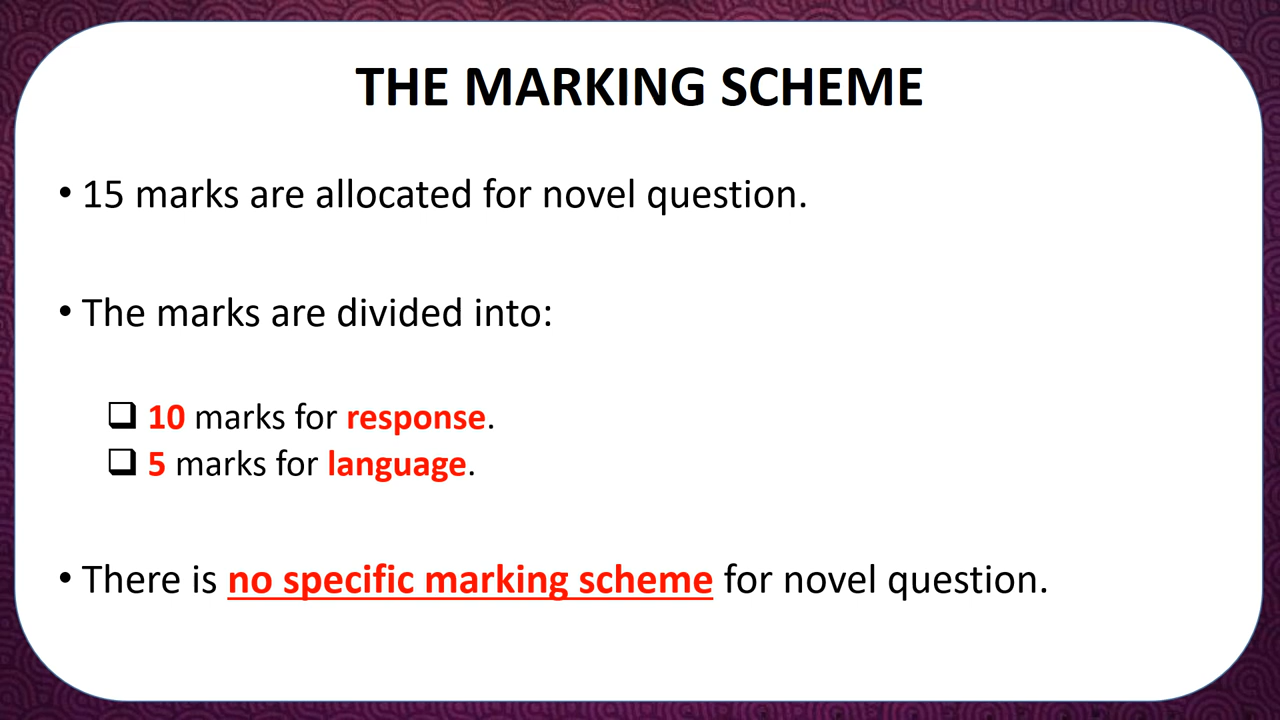 THE MARKING SCHEME
• 15 marks are allocated for novel question.
• The marks are divided into:
❑ 10 marks for response.
❑ 5 marks for language.
• There is no specific marking scheme for novel question.